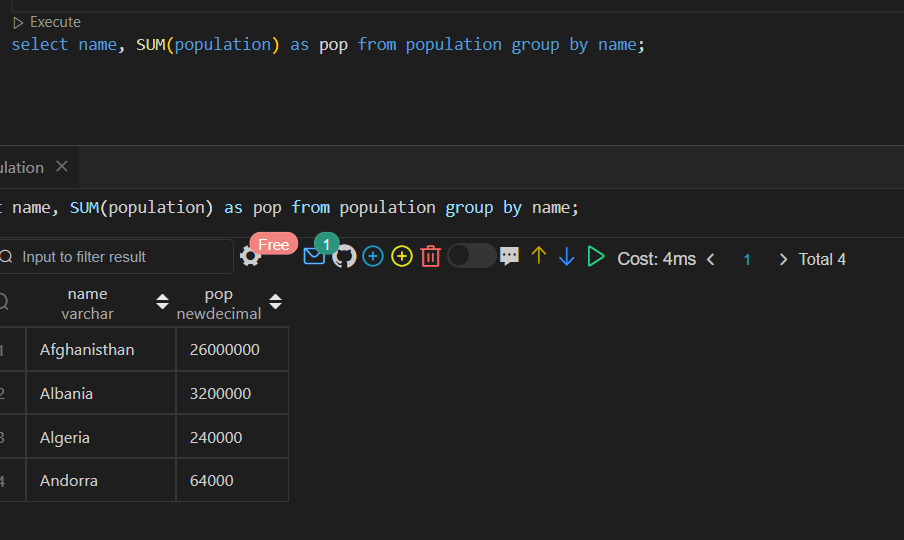 Execute
select name, SUM(population) as pop from population group by name;
ulation
name, SUM(population) as pop from population group by name;
Input to filter result Free 1 1 Cost: 4ms 1 Total 4
name pop
varchar newdecimal
1 Afghanisthan 26000000
2 Albania 3200000
3 Algeria 240000
4 Andorra 64000